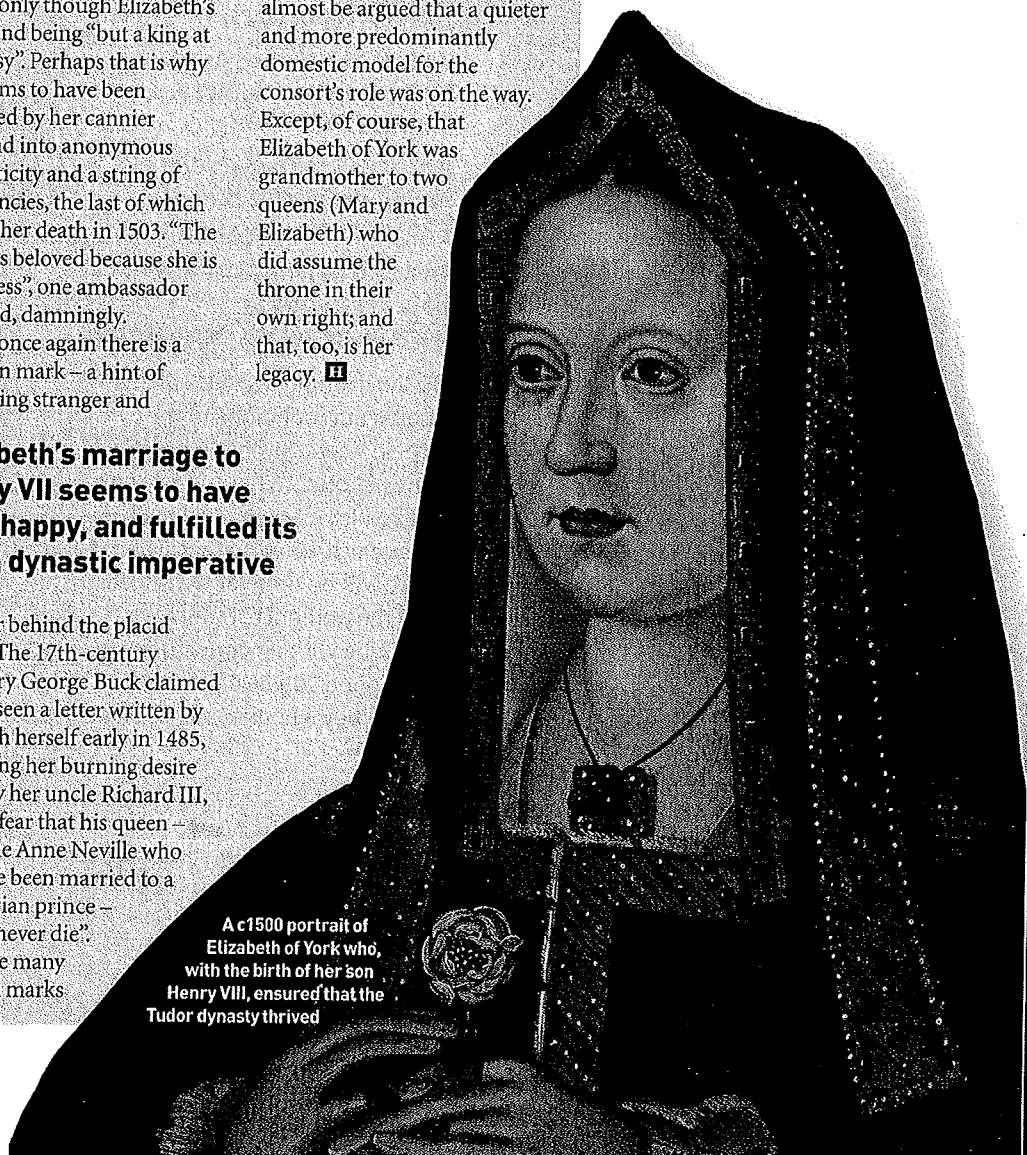 only though Elizabeth's
nd being "but a king at
sy". Perhaps that is why
ms to have been
ed by her cannier
d into anonymous
icity and a string of
ncies, the last of which
her death in 1503. "The
s beloved because she is
ess", one ambassador
d, damningly.
once again there is a
n mark – a hint of
ing stranger and
beth's marriage to
y VII seems to have
happy, and fulfilled its
dynastic imperative
r behind the placid
The 17th-century
ry George Buck claimed
seen a letter written by
h herself early in 1485,
ng her burning desire
y her uncle Richard III,
fear that his queen –
e Anne Neville who
e been married to a
ian prince –
never die".
e many
marks
almost be argued that a quieter
and more predominantly
domestic model for the
consort's role was on the way.
Except, of course, that
Elizabeth of York was
grandmother to two
queens (Mary and
Elizabeth) who
did assume the
throne in their
own right; and
that, too, is her
legacy. H
A c1500 portrait of
Elizabeth of York who,
with the birth of her son
Henry VIII, ensured that the
Tudor dynasty thrived